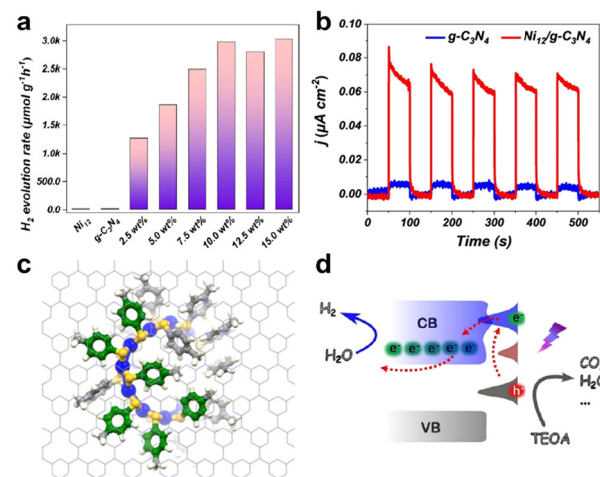 a
H₂ evolution rate (μmol g⁻¹h⁻¹)
3.0k
2.5k
2.0k
1.5k
1.0k
500.0
0.0
Ni₁₂
g-C₃N₄
2.5 wt%
5.0 wt%
7.5 wt%
10.0 wt%
12.5 wt%
15.0 wt%
b
g-C₃N₄
Ni₁₂/g-C₃N₄
j (μA cm⁻²)
0.10
0.08
0.06
0.04
0.02
0.00
0 100 200 300 400 500
Time (s)
c
d
H₂
H₂O
CB
e⁻
e⁻ e⁻ e⁻ e⁻ e⁻
h
VB
TEOA
H₂O
...